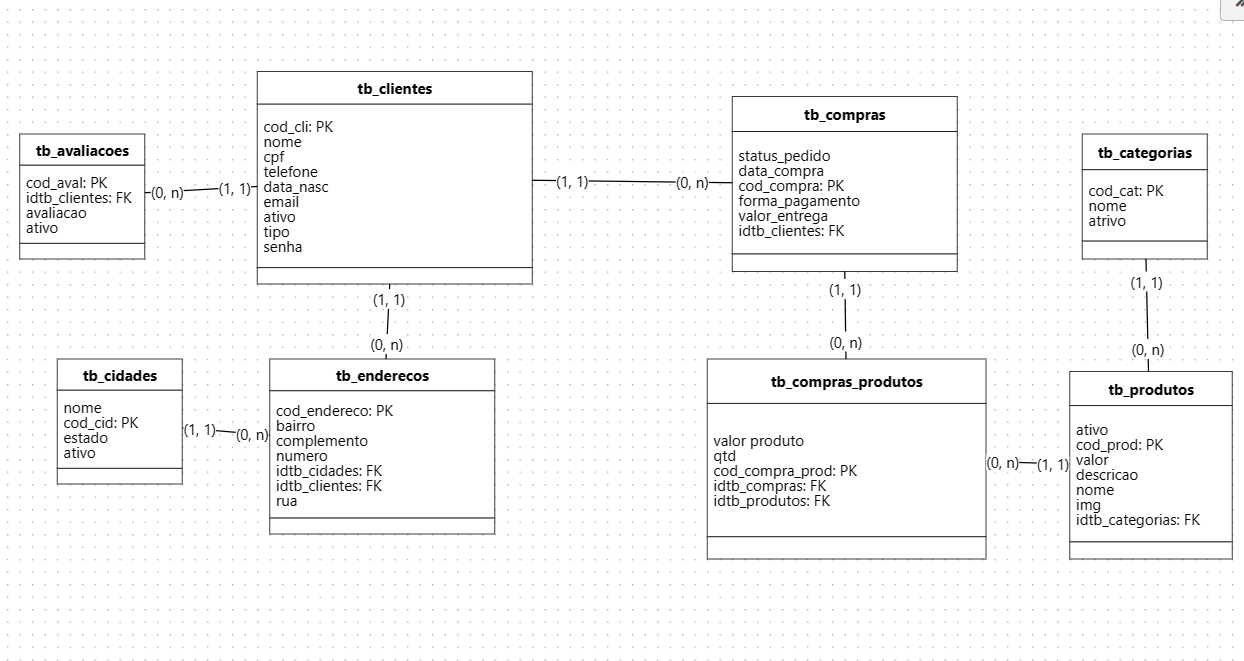 tb_clientes
cod_cli: PK
nome
cpf
telefone
data_nasc
email
ativo
tipo
senha
tb_compras
status_pedido
data_compra
cod_compra: PK
forma_pagamento
valor_entrega
idtb_clientes: FK
tb_avaliacoes
cod_aval: PK
idtb_clientes: FK
avaliacao
ativo
tb_categorias
cod_cat: PK
nome
atrivo
(0, n)
(1, 1)
(1, 1)
(0, n)
(1, 1)
(0, n)
(1, 1)
(0, n)
(1, 1)
(0, n)
tb_cidades
nome
cod_cid: PK
estado
ativo
(1, 1)
(0, n)
tb_enderecos
cod_endereco: PK
bairro
complemento
numero
idtb_cidades: FK
idtb_clientes: FK
rua
tb_compras_produtos
valor produto
qtd
cod_compra_prod: PK
idtb_compras: FK
idtb_produtos: FK
(0, n)
(1, 1)
tb_produtos
ativo
cod_prod: PK
valor
descricao
nome
img
idtb_categorias: FK